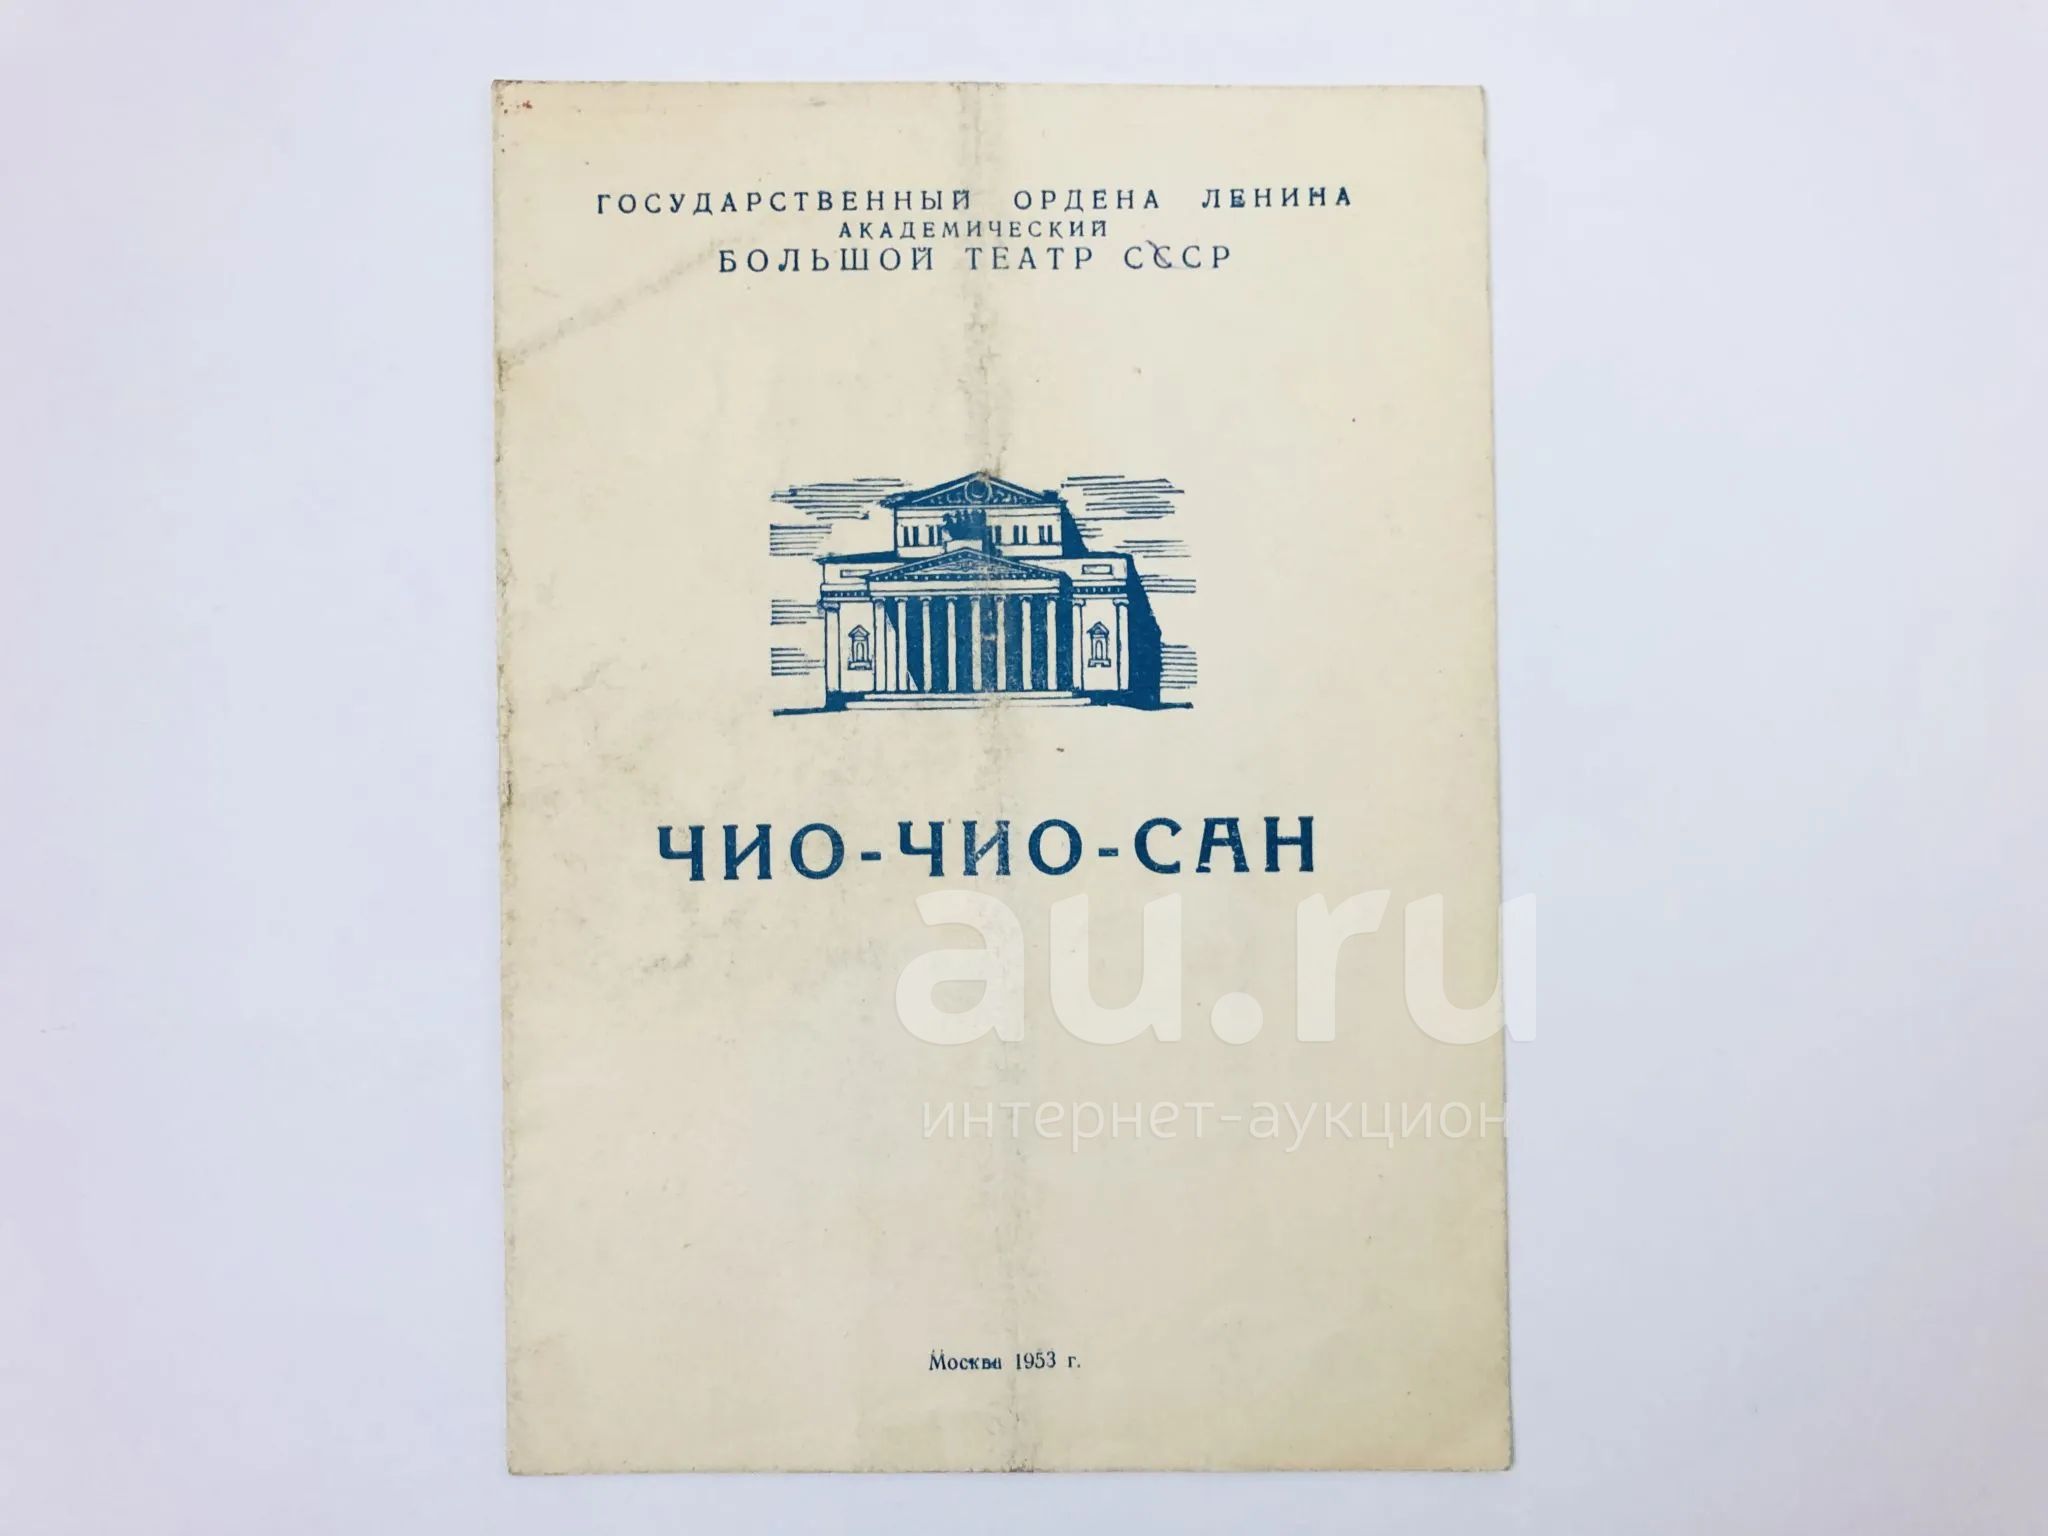 ГОСУДАРСТВЕННЫЙ ОРДЕНА ЛЕНИНА
АКАДЕМИЧЕСКИЙ
БОЛЬШОЙ ТЕАТР СССР
ЧИО-ЧИО-САН
au.ru
интернет-аукцион
Москва 1953 г.